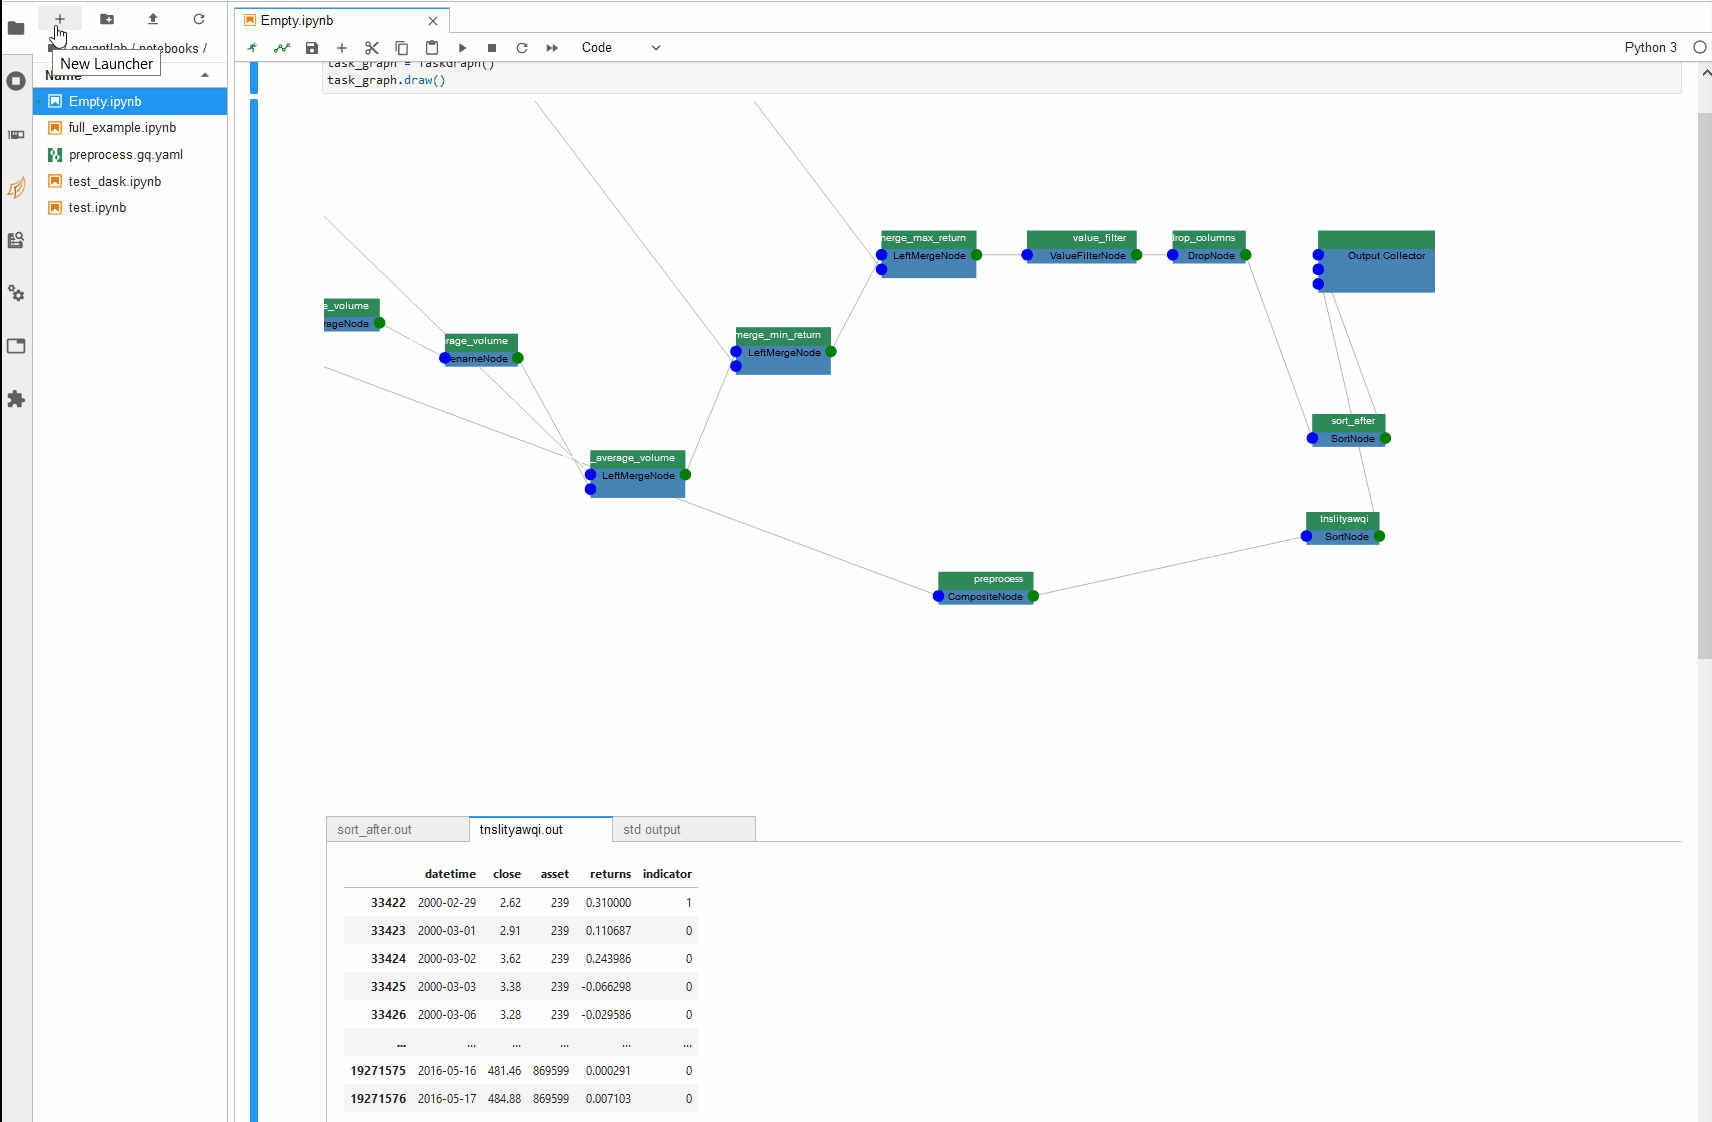 gquantlab / notebooks /
New Launcher
Name
Empty.ipynb
full_example.ipynb
preprocess.gq.yaml
test_dask.ipynb
test.ipynb
Empty.ipynb
Code
Python 3
task_graph = TaskGraph()
task_graph.draw()
merge_max_return
LeftMergeNode
value_filter
ValueFilterNode
drop_columns
DropNode
Output Collector
e_volume
rageNode
rage_volume
enameNode
merge_min_return
LeftMergeNode
sort_after
SortNode
_average_volume
LeftMergeNode
tnslityawqi
SortNode
preprocess
CompositeNode
sort_after.out
tnslityawqi.out
std output
datetime close asset returns indicator
33422 2000-02-29 2.62 239 0.310000 1
33423 2000-03-01 2.91 239 0.110687 0
33424 2000-03-02 3.62 239 0.243986 0
33425 2000-03-03 3.38 239 -0.066298 0
33426 2000-03-06 3.28 239 -0.029586 0
... ... ... ... ... ...
19271575 2016-05-16 481.46 869599 0.000291 0
19271576 2016-05-17 484.88 869599 0.007103 0